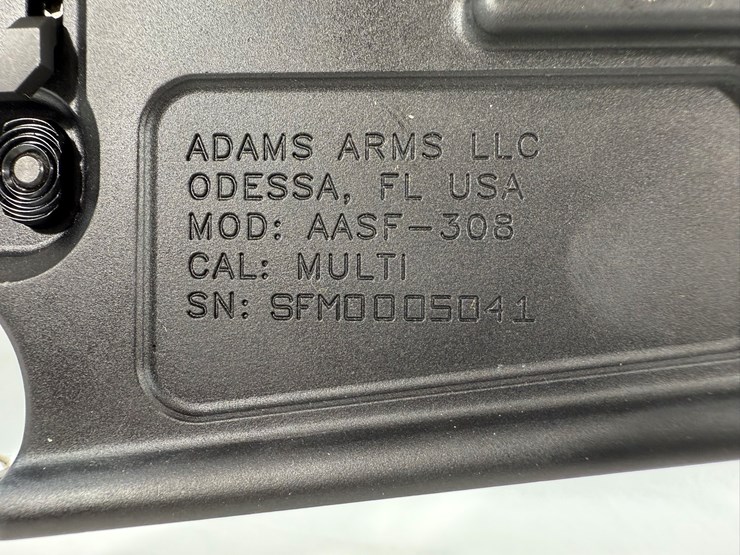 ADAMS ARMS LLC
ODESSA, FL USA
MOD: AASF-308
CAL: MULTI
SN: SFM0005041